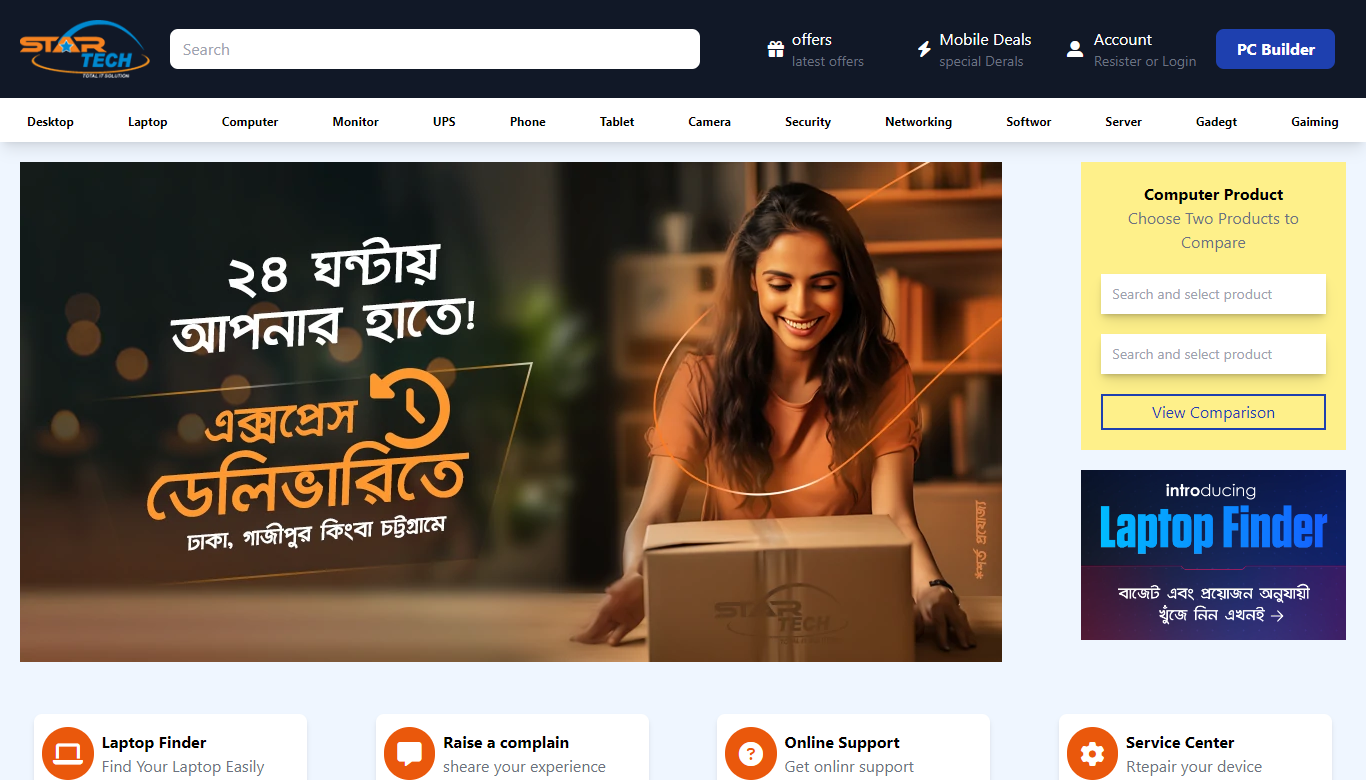 STAR TECH
TOTAL IT SOLUTION
Search
offers
latest offers
Mobile Deals
special Derals
Account
Resister or Login
PC Builder
Desktop Laptop Computer Monitor UPS Phone Tablet Camera Security Networking Softwor Server Gadegt Gaiming
২৪ ঘন্টায়
আপনার হাতে!
এক্সপ্রেস
ডেলিভারিতে
ঢাকা, গাজীপুর কিংবা চট্টগ্রামে
*শর্ত প্রযোজ্য
STAR TECH
Computer Product
Choose Two Products to
Compare
Search and select product
Search and select product
View Comparison
introducing
Laptop Finder
বাজেট এবং প্রয়োজন অনুযায়ী
খুঁজে নিন এখনই →
Laptop Finder
Find Your Laptop Easily
Raise a complain
sheare your experience
Online Support
Get onlinr support
Service Center
Rtepair your device